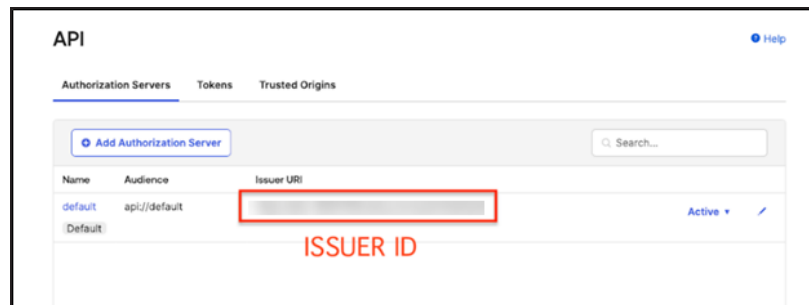 API
Help
Authorization Servers Tokens Trusted Origins
Add Authorization Server
Search...
Name Audience Issuer URI
default api://default
Active
Default
ISSUER ID